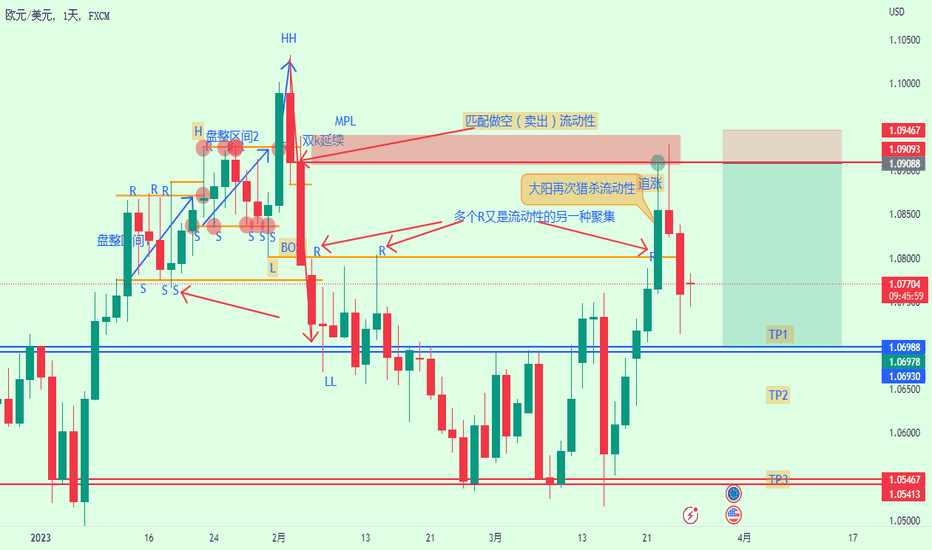 欧元/美元, 1天, FXCM
USD
1.10500
HH
1.10000
MPL
匹配做空（卖出）流动性
1.09467
H
盘整区间2
双k延续
1.09093
R
1.09088
R
R R
大阳再次猎杀流动性
追涨
多个R又是流动性的另一种聚集
1.08500
盘整区间
S S S S S
BO
R
R
R
1.08000
L
S
S S
1.07704
09:45:59
TP1
1.06988
1.06978
1.06930
LL
TP2
1.06500
1.06000
TP3
1.05467
1.05413
1.05000
2023
16
24
2月
13
21
3月
13
21
4月
17